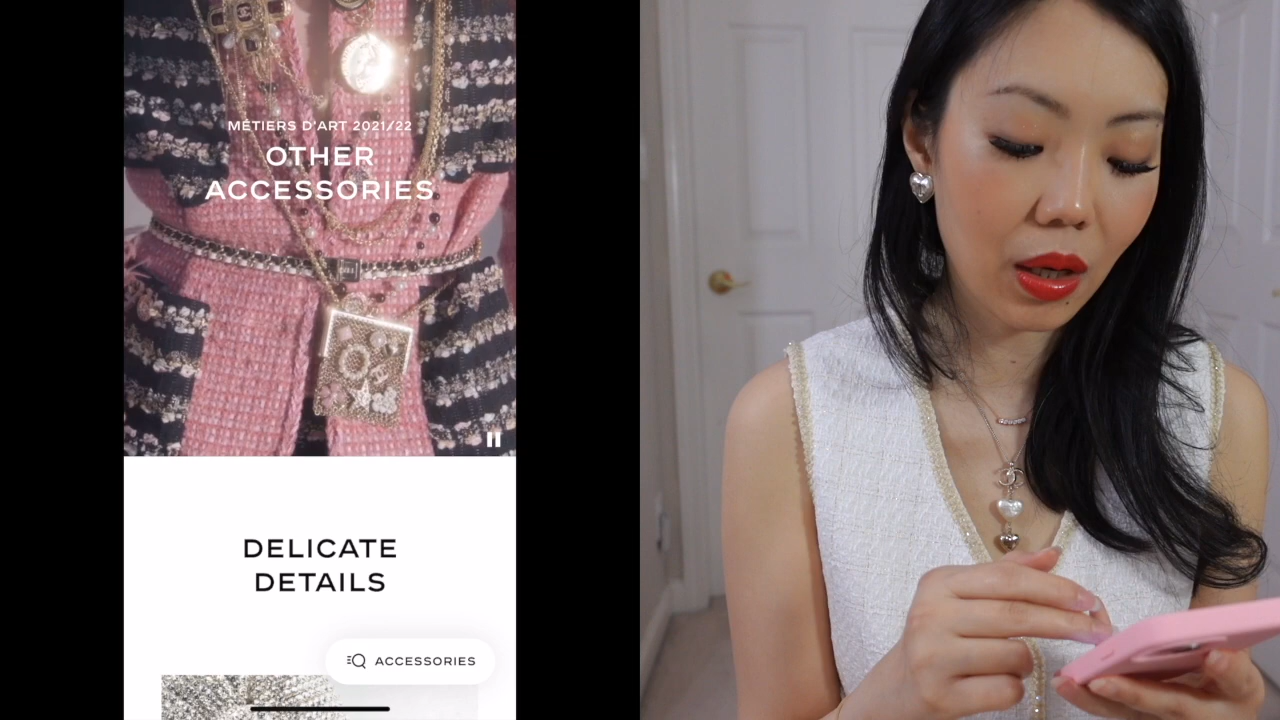 MÉTIERS D'ART 2021/22
OTHER
ACCESSORIES
DELICATE
DETAILS
ACCESSORIES